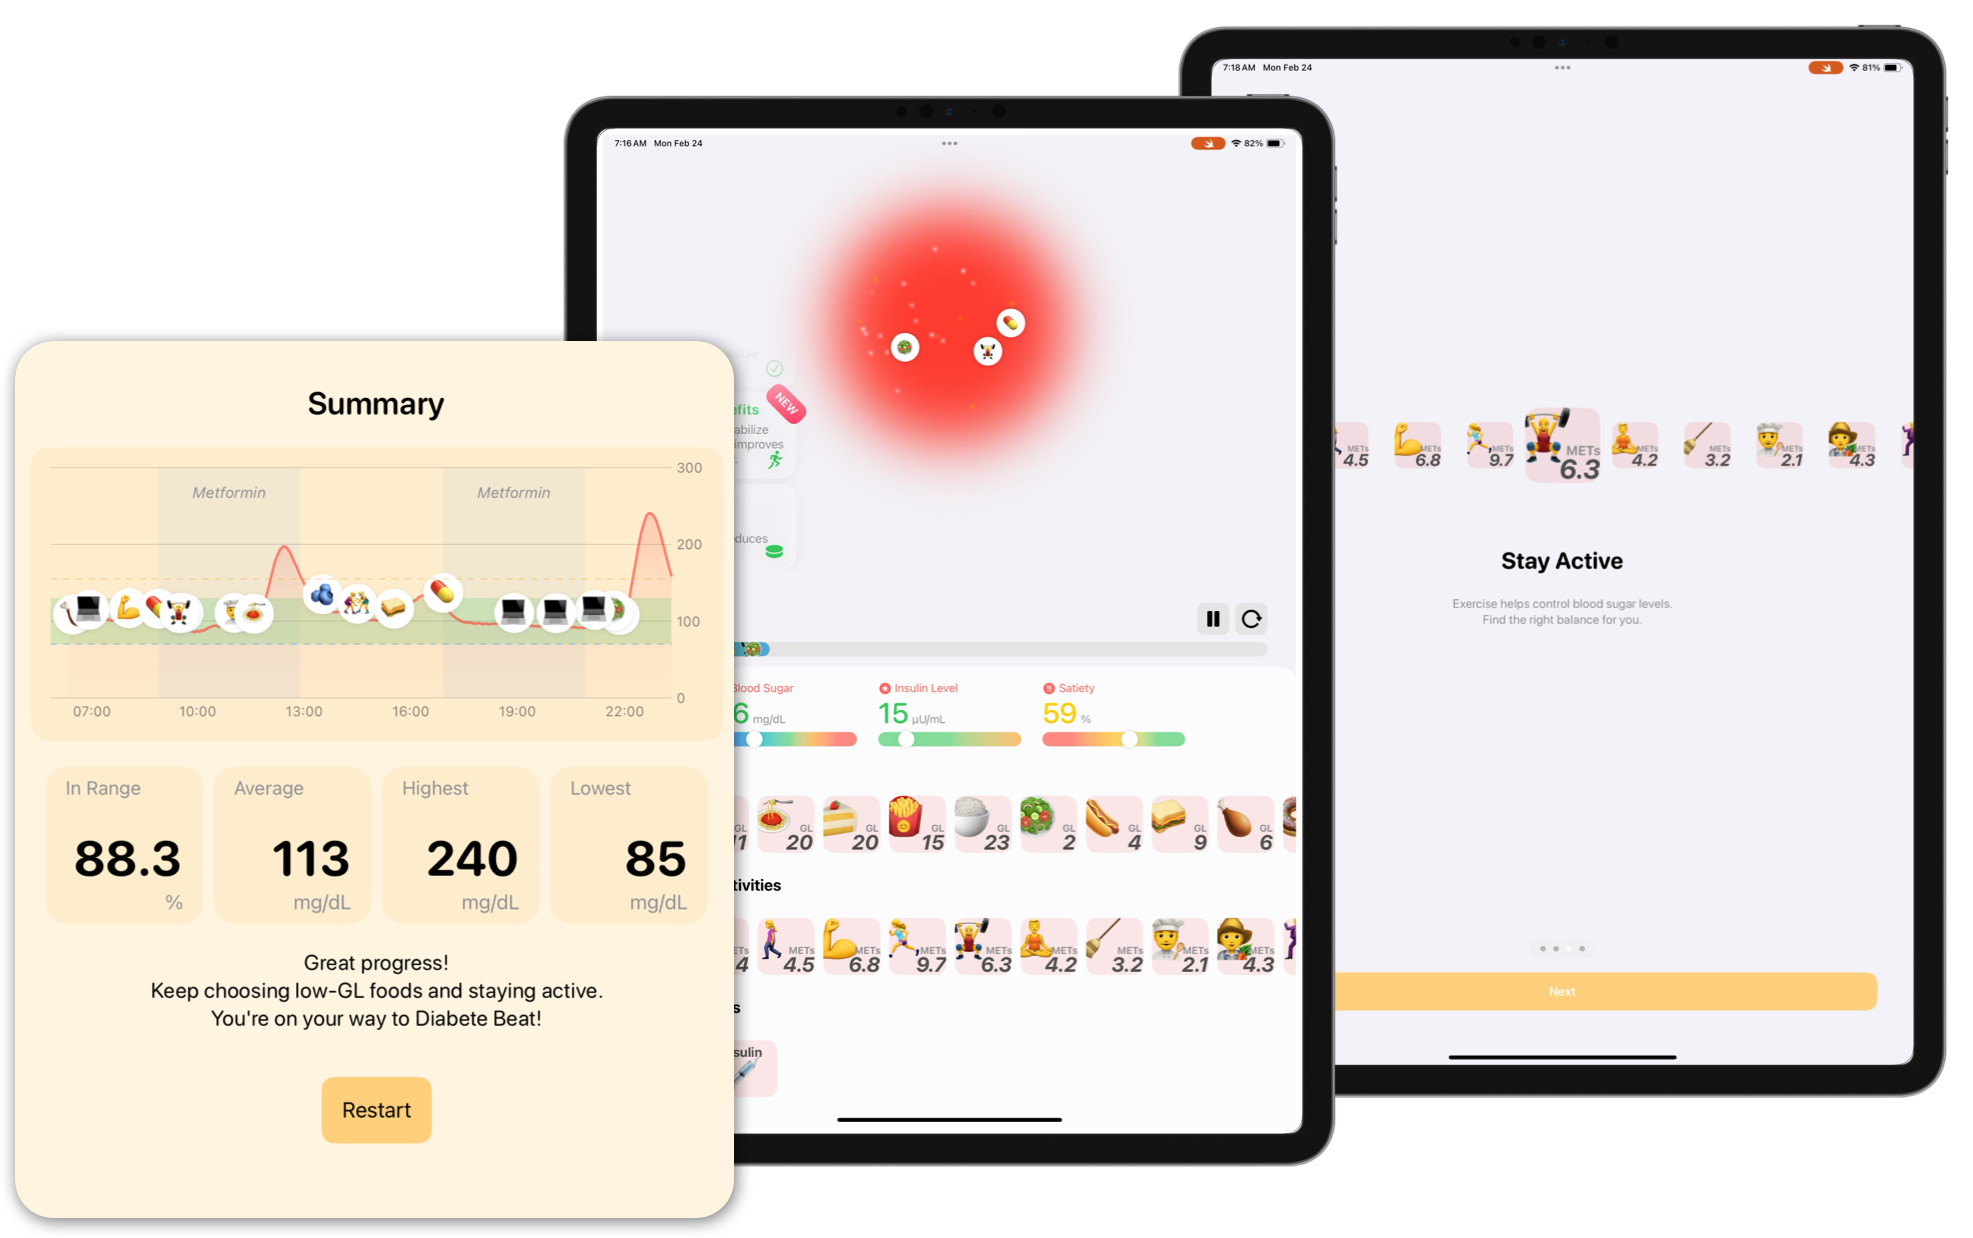 Summary
Metformin
Metformin
300
200
100
0
07:00
10:00
13:00
16:00
19:00
22:00
In Range
88.3
%
Average
113
mg/dL
Highest
240
mg/dL
Lowest
85
mg/dL
Great progress!
Keep choosing low-GL foods and staying active.
You're on your way to Diabete Beat!
Restart
7:16 AM Mon Feb 24
82%
NEW
improves
Blood Sugar
6 mg/dL
Insulin Level
15 µU/mL
Satiety
59 %
GL
GL
20
GL
20
GL
15
GL
23
GL
2
GL
4
GL
9
GL
6
tivities
4
METs
4.5
METs
6.8
METs
9.7
METs
6.3
METs
4.2
METs
3.2
METs
2.1
METs
4.3
sulin
7:18 AM Mon Feb 24
81%
METs
4.5
METs
6.8
METs
9.7
METs
6.3
METs
4.2
METs
3.2
METs
2.1
METs
4.3
Stay Active
Exercise helps control blood sugar levels.
Find the right balance for you.
Next